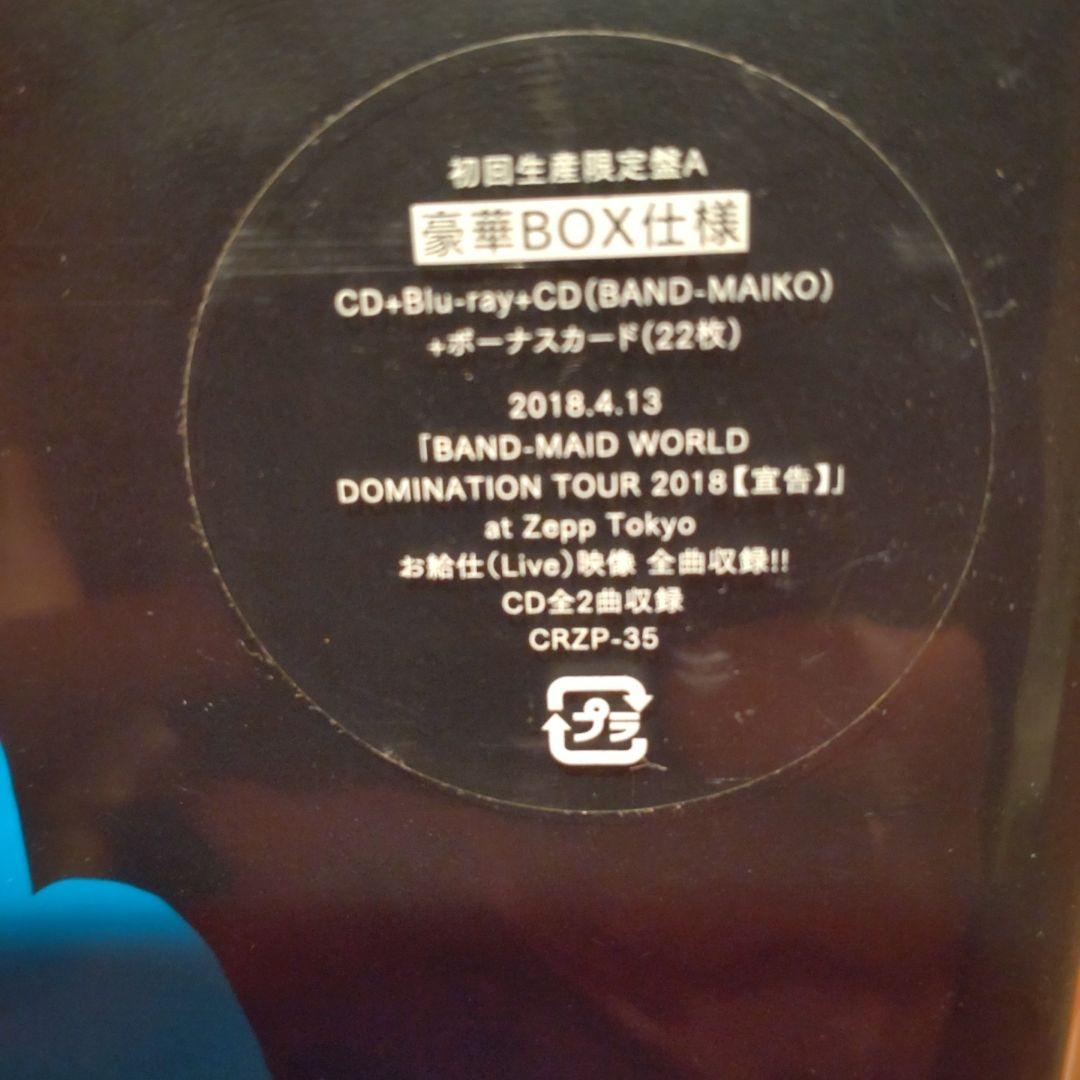 初回生産限定盤A
豪華BOX仕様
CD+Blu-ray+CD(BAND-MAIKO)
+ボーナスカード(22枚)
2018.4.13
「BAND-MAID WORLD
DOMINATION TOUR 2018【宣告】」
at Zepp Tokyo
お給仕(Live)映像 全曲収録!!
CD全2曲収録
CRZP-35
プラ